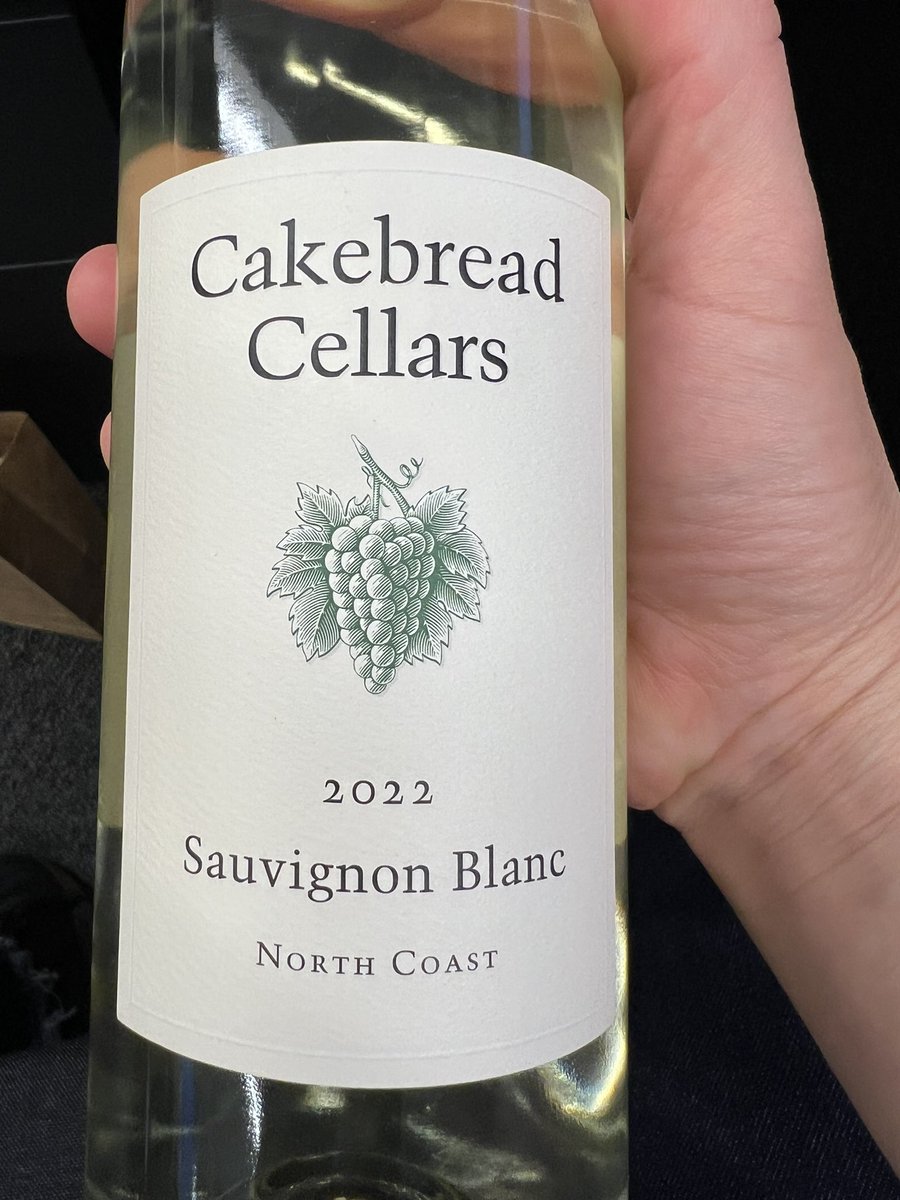 Cakebread
Cellars
2022
Sauvignon Blanc
North Coast